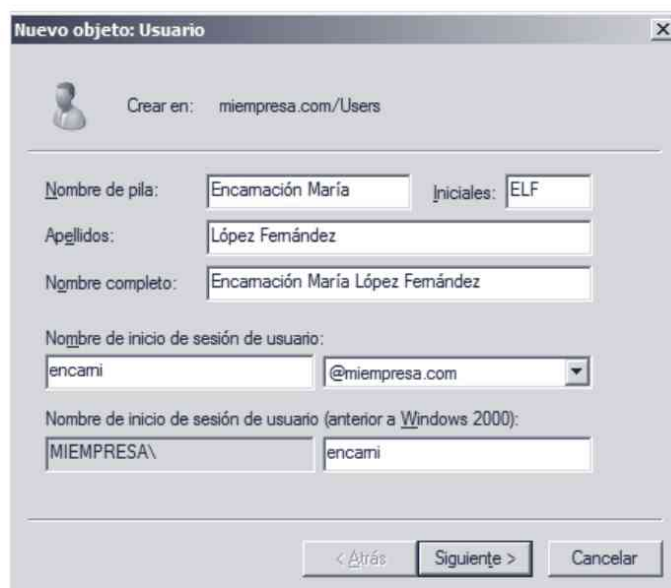 Nuevo objeto: Usuario
Crear en: miempresa.com/Users
Nombre de pila: Encarnación María Iniciales: ELF
Apellidos: López Fernández
Nombre completo: Encarnación María López Fernández
Nombre de inicio de sesión de usuario:
encarni @miempresa.com
Nombre de inicio de sesión de usuario (anterior a Windows 2000):
MIEMPRESA\ encarni
< Atrás Siguiente > Cancelar